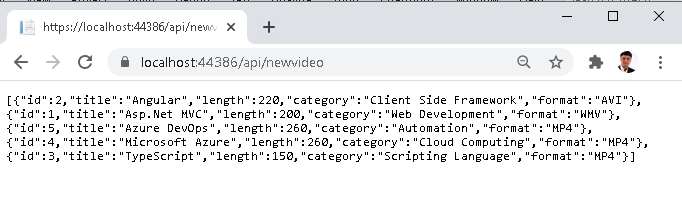 https://localhost:44386/api/newvi
localhost:44386/api/newvideo
[{"id":2,"title":"Angular","length":220,"category":"Client Side Framework","format":"AVI"},
{"id":1,"title":"Asp.Net MVC","length":200,"category":"Web Development","format":"WMV"},
{"id":5,"title":"Azure DevOps","length":260,"category":"Automation","format":"MP4"},
{"id":4,"title":"Microsoft Azure","length":260,"category":"Cloud Computing","format":"MP4"},
{"id":3,"title":"TypeScript","length":150,"category":"Scripting Language","format":"MP4"}]